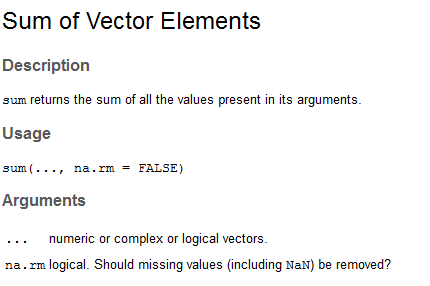 Sum of Vector Elements
Description
sum returns the sum of all the values present in its arguments.
Usage
sum(..., na.rm = FALSE)
Arguments
... numeric or complex or logical vectors.
na.rm logical. Should missing values (including NaN) be removed?